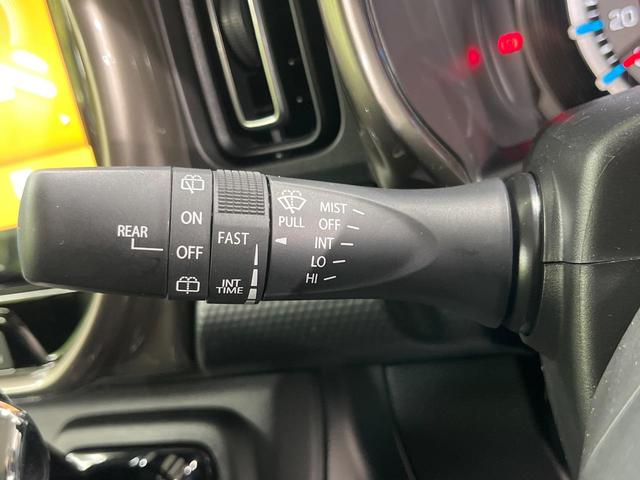 REAR
ON
OFF
FAST
INT
TIME
PULL
MIST
OFF
INT
LO
HI
20